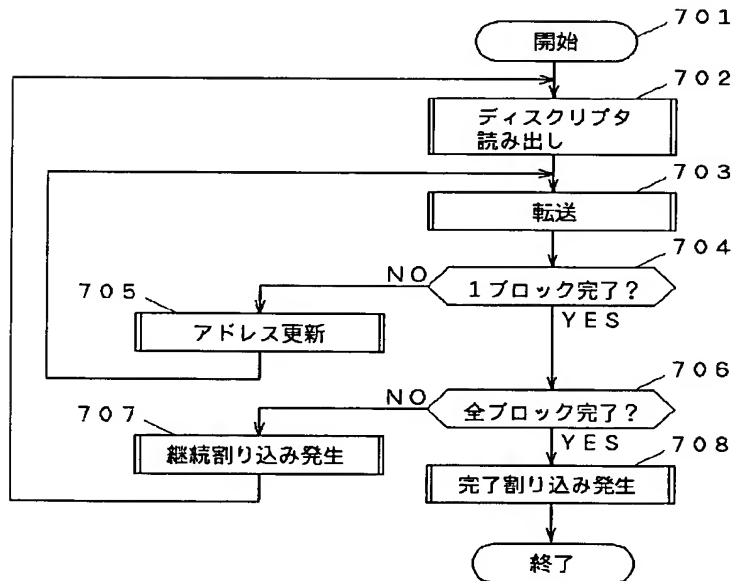 701
開始
702
ディスクリプタ
読み出し
703
転送
704
1ブロック完了?
NO
YES
705
アドレス更新
706
全ブロック完了?
NO
YES
707
継続割り込み発生
708
完了割り込み発生
終了